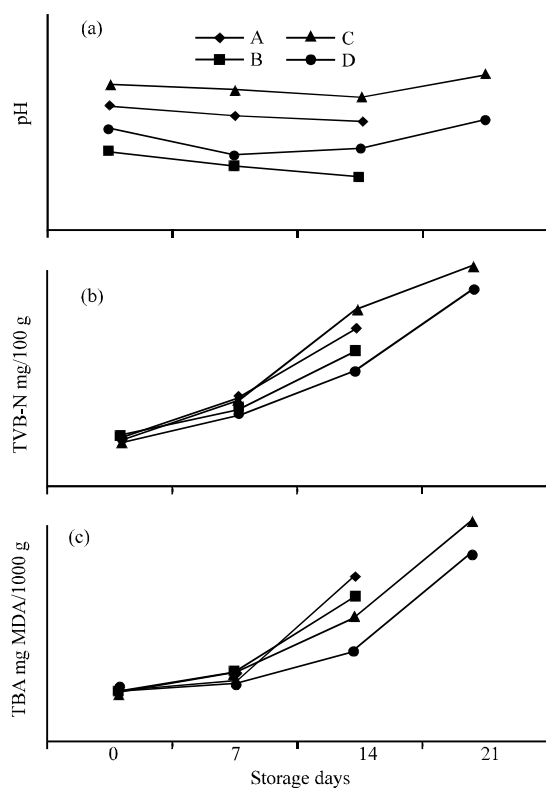 (a)
A
C
B
D
pH
(b)
TVB-N mg/100 g
(c)
TBA mg MDA/1000 g
0 7 14 21
Storage days